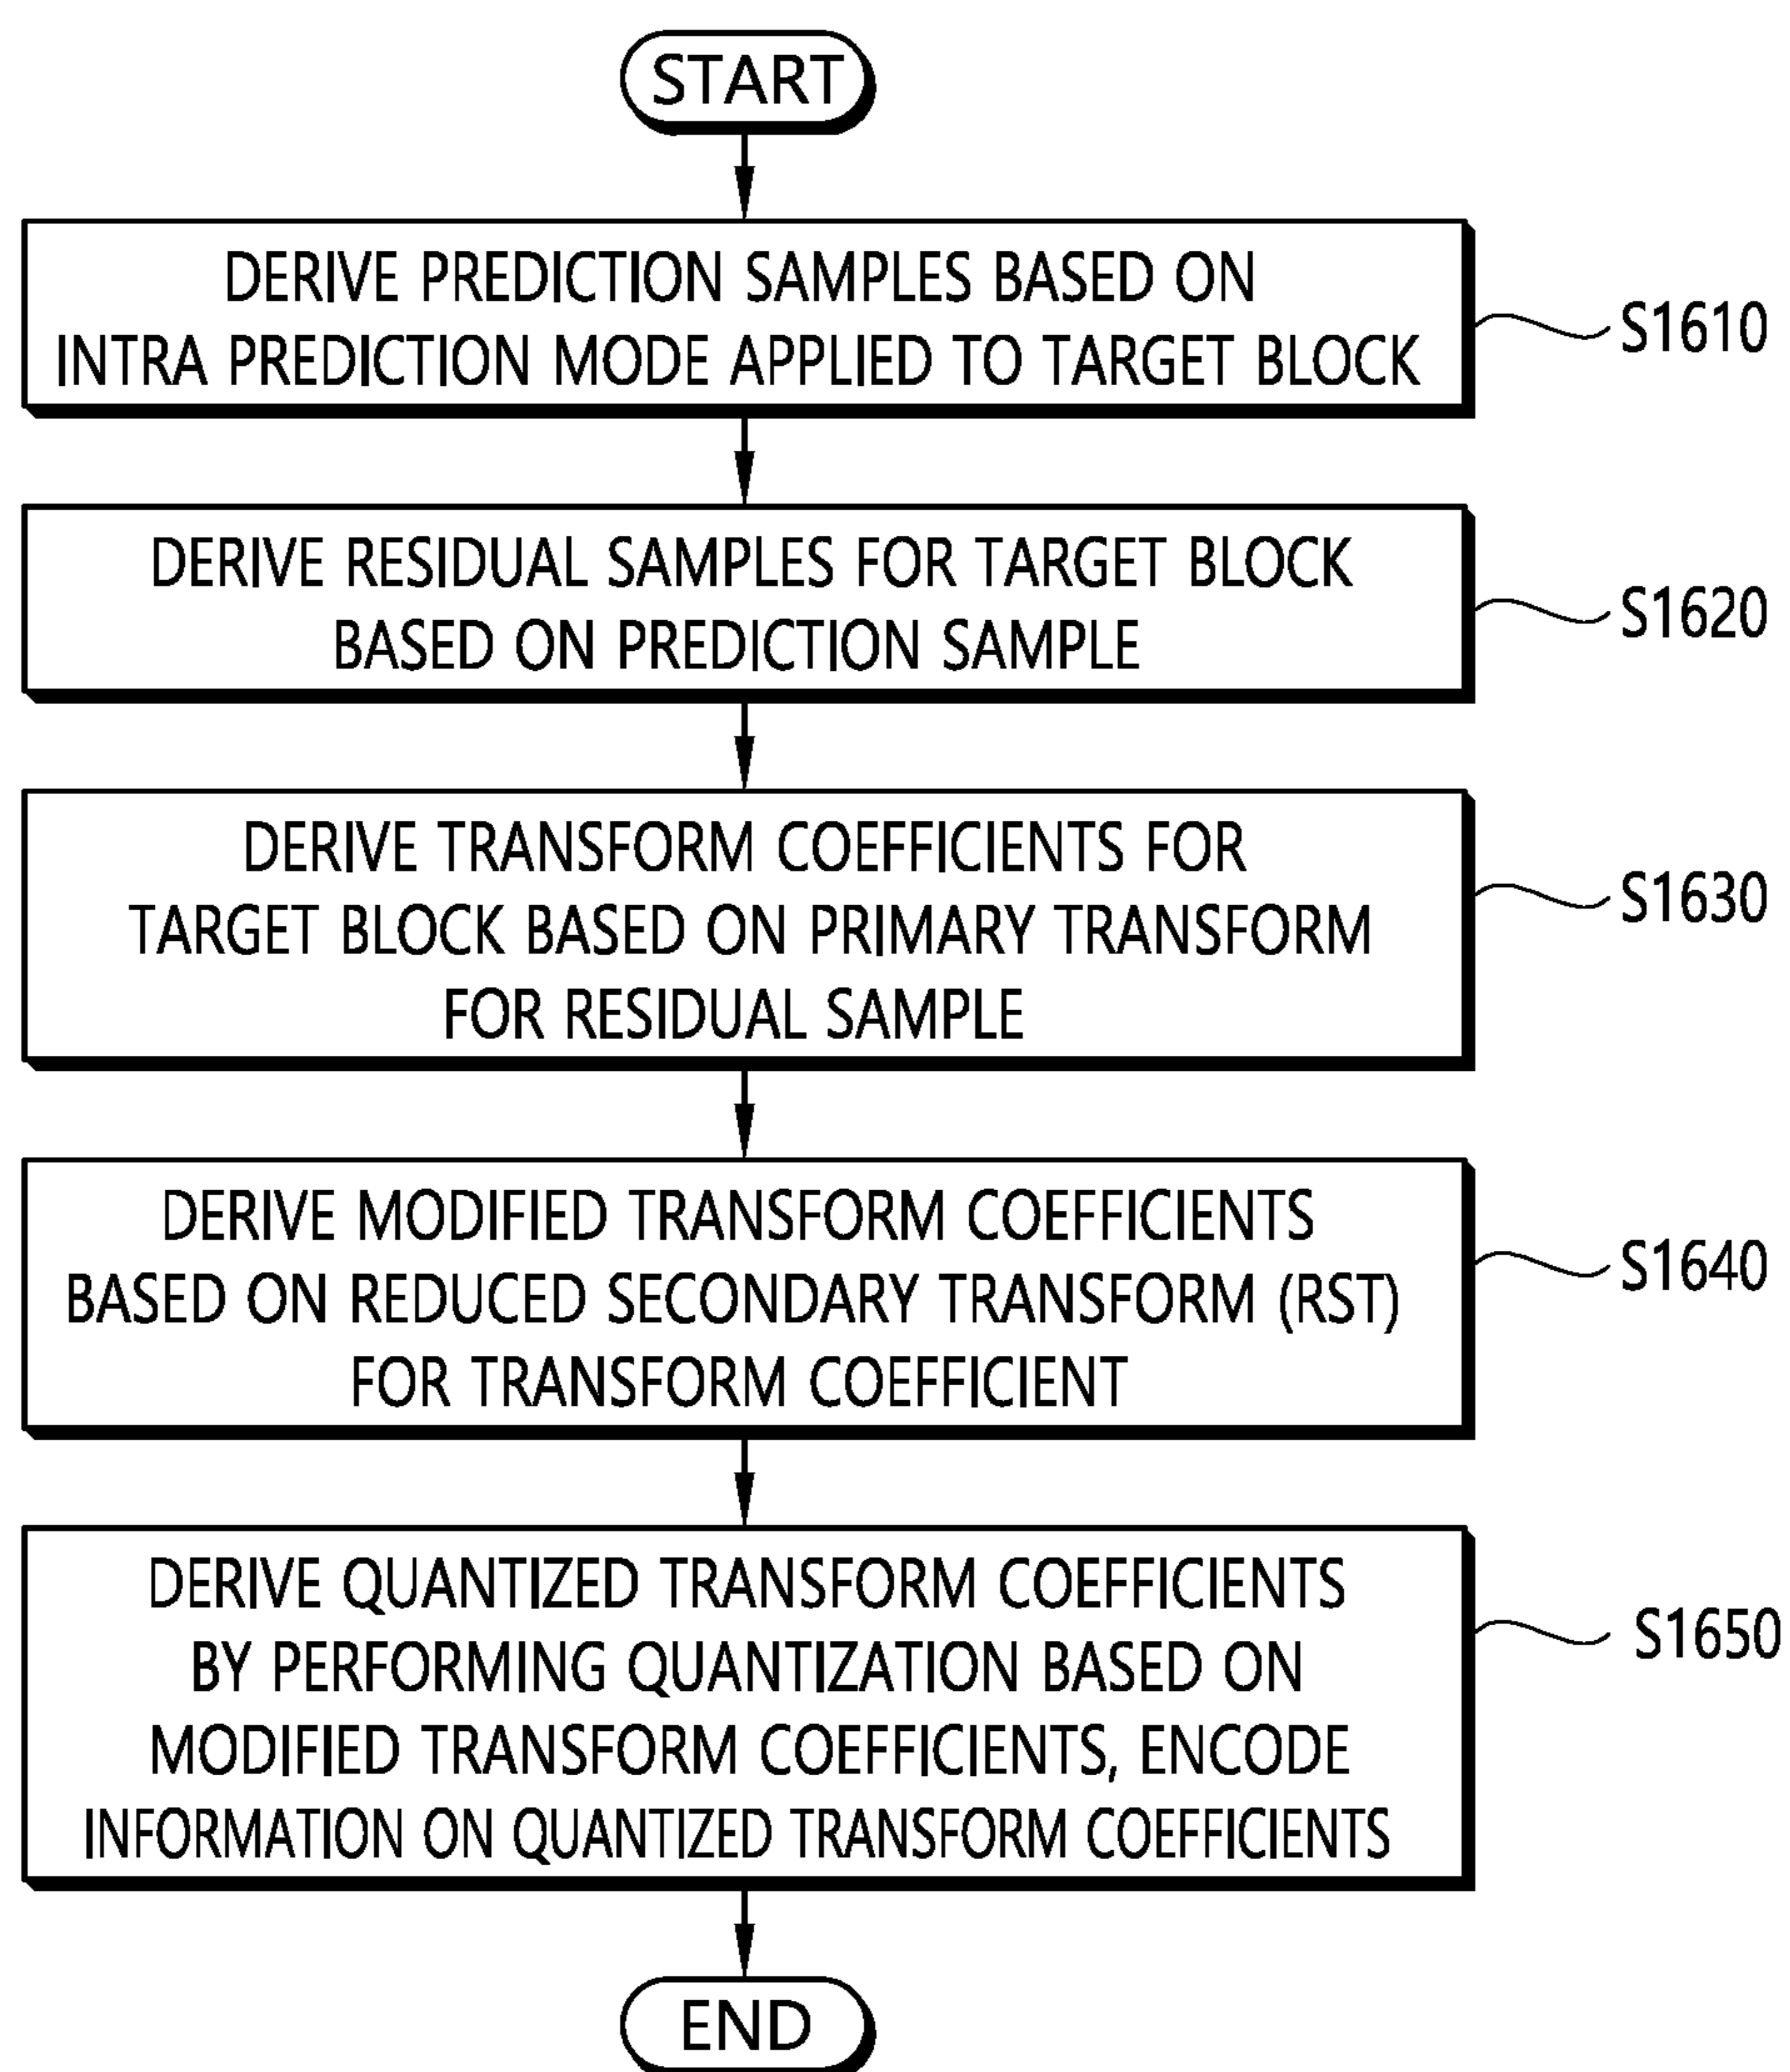 START
DERIVE PREDICTION SAMPLES BASED ON
INTRA PREDICTION MODE APPLIED TO TARGET BLOCK
S1610
DERIVE RESIDUAL SAMPLES FOR TARGET BLOCK
BASED ON PREDICTION SAMPLE
S1620
DERIVE TRANSFORM COEFFICIENTS FOR
TARGET BLOCK BASED ON PRIMARY TRANSFORM
FOR RESIDUAL SAMPLE
S1630
DERIVE MODIFIED TRANSFORM COEFFICIENTS
BASED ON REDUCED SECONDARY TRANSFORM (RST)
FOR TRANSFORM COEFFICIENT
S1640
DERIVE QUANTIZED TRANSFORM COEFFICIENTS
BY PERFORMING QUANTIZATION BASED ON
MODIFIED TRANSFORM COEFFICIENTS, ENCODE
INFORMATION ON QUANTIZED TRANSFORM COEFFICIENTS
S1650
END